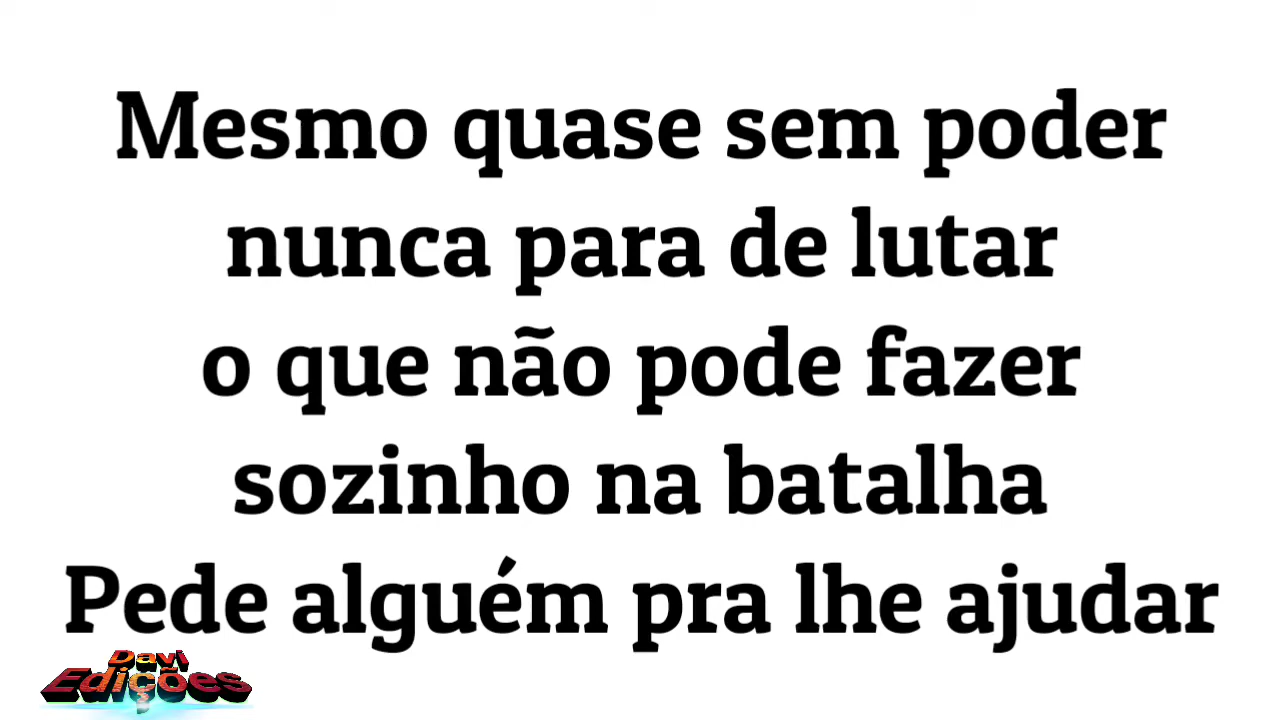 Mesmo quase sem poder
nunca para de lutar
o que não pode fazer
sozinho na batalha
Pede alguém pra lhe ajudar
Davi
Edições